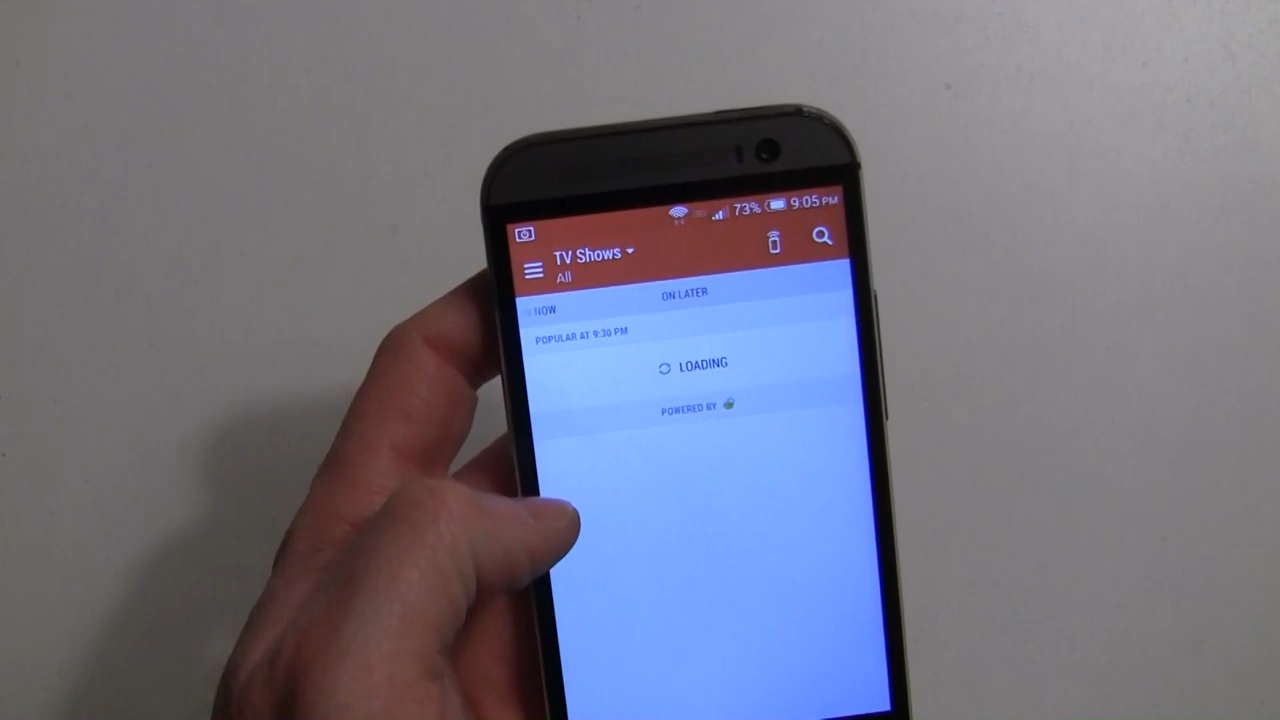 73% 9:05 PM
TV Shows
All
NOW ON LATER
POPULAR AT 9:30 PM
LOADING
POWERED BY